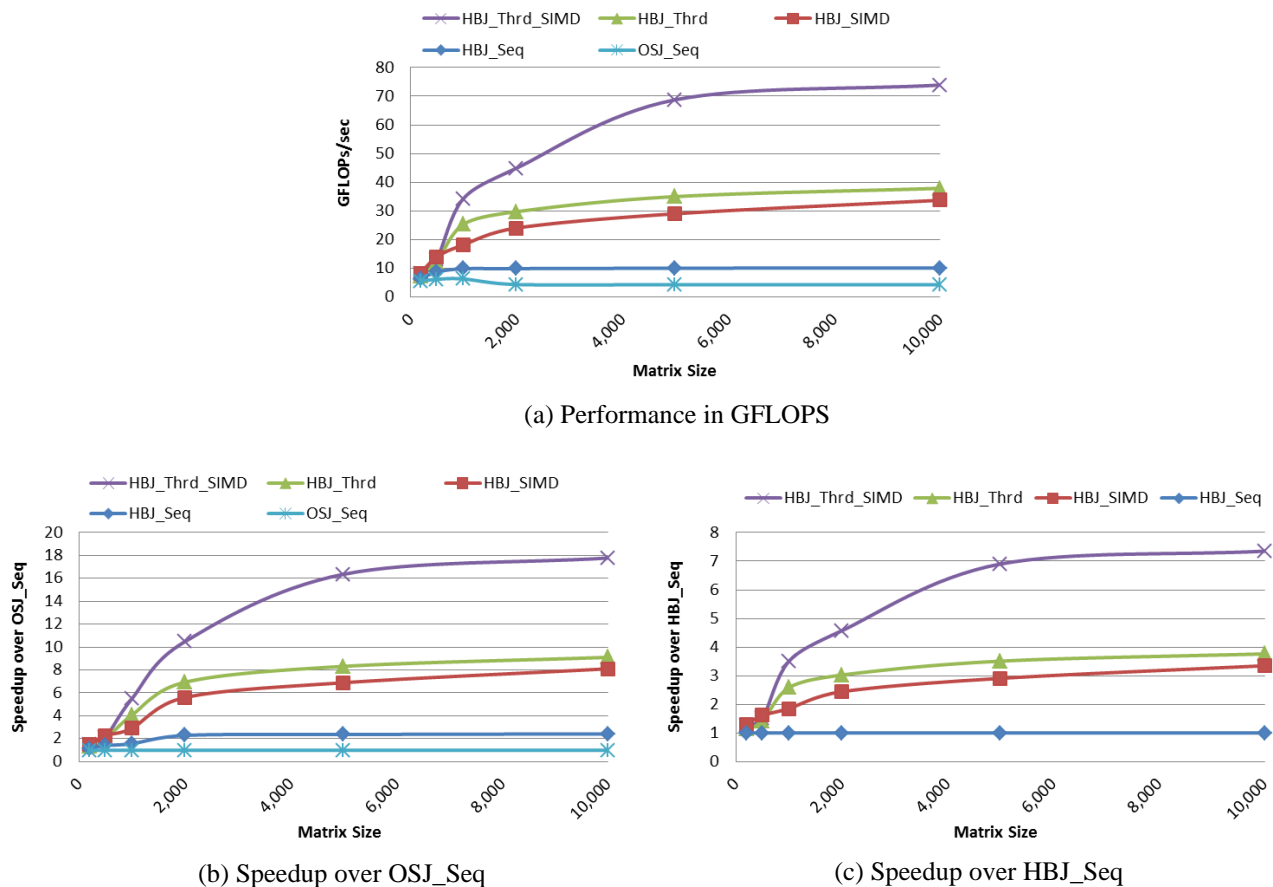 HBJ_Thrd_SIMD HBJ_Thrd HBJ_SIMD
HBJ_Seq OSJ_Seq
80
70
60
50
40
30
20
10
0
GFLOPs/sec
0 2,000 4,000 6,000 8,000 10,000
Matrix Size
(a) Performance in GFLOPS
HBJ_Thrd_SIMD HBJ_Thrd HBJ_SIMD
HBJ_Seq OSJ_Seq
20
18
16
14
12
10
8
6
4
2
0
Speedup over OSJ_Seq
0 2,000 4,000 6,000 8,000 10,000
Matrix Size
(b) Speedup over OSJ_Seq
HBJ_Thrd_SIMD HBJ_Thrd HBJ_SIMD HBJ_Seq
8
7
6
5
4
3
2
1
0
Speedup over HBJ_Seq
0 2,000 4,000 6,000 8,000 10,000
Matrix Size
(c) Speedup over HBJ_Seq